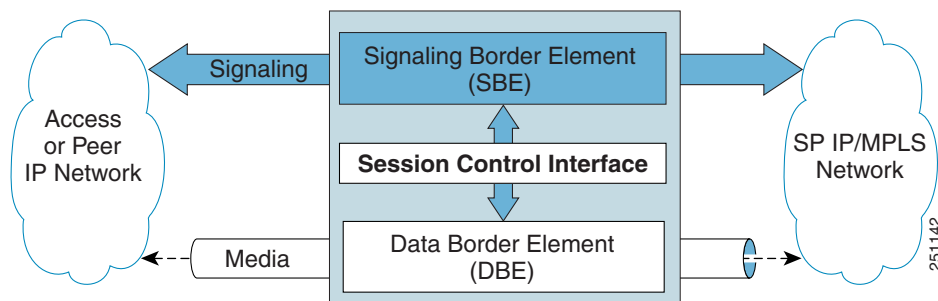 Signaling
Signaling Border Element
(SBE)
Access
or Peer
IP Network
Session Control Interface
SP IP/MPLS
Network
Media
Data Border Element
(DBE)
251142